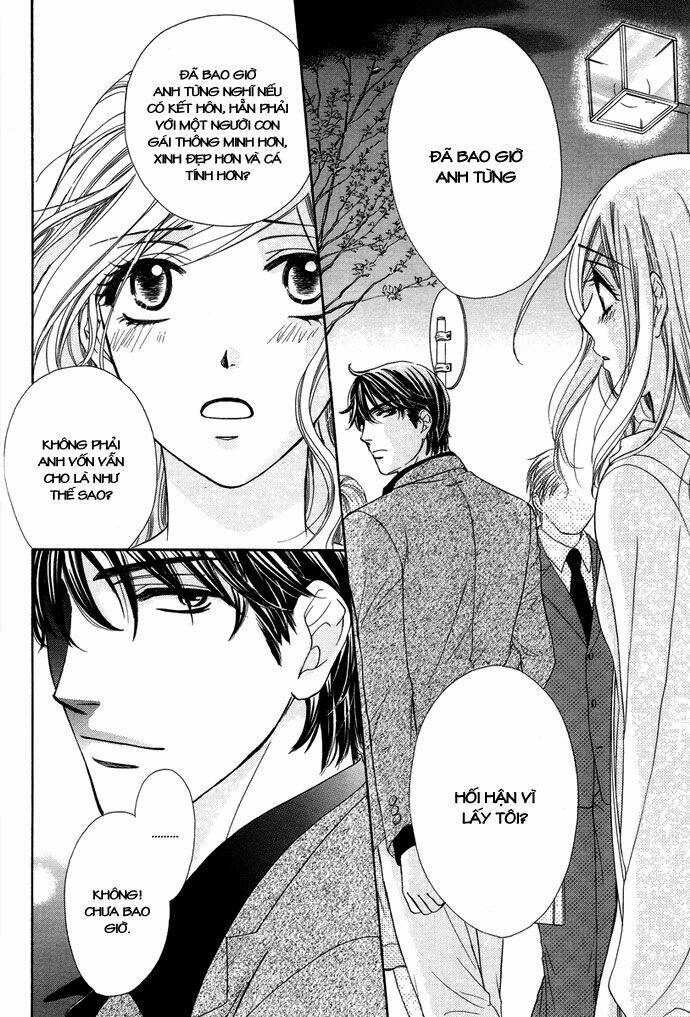 ĐÃ BAO GIỜ
ANH TỪNG
HỐI HẬN VÌ
LẤY TÔI?
ĐÃ BAO GIỜ
ANH TỪNG NGHĨ NẾU
CÓ KẾT HÔN, HẲN PHẢI
VỚI MỘT NGƯỜI CON
GÁI THÔNG MINH HƠN,
XINH ĐẸP HƠN VÀ CÁ
TÍNH HƠN?
KHÔNG PHẢI
ANH VỐN VẪN
CHO LÀ NHƯ
THẾ SAO?
..........
KHÔNG!
CHƯA BAO
GIỜ.